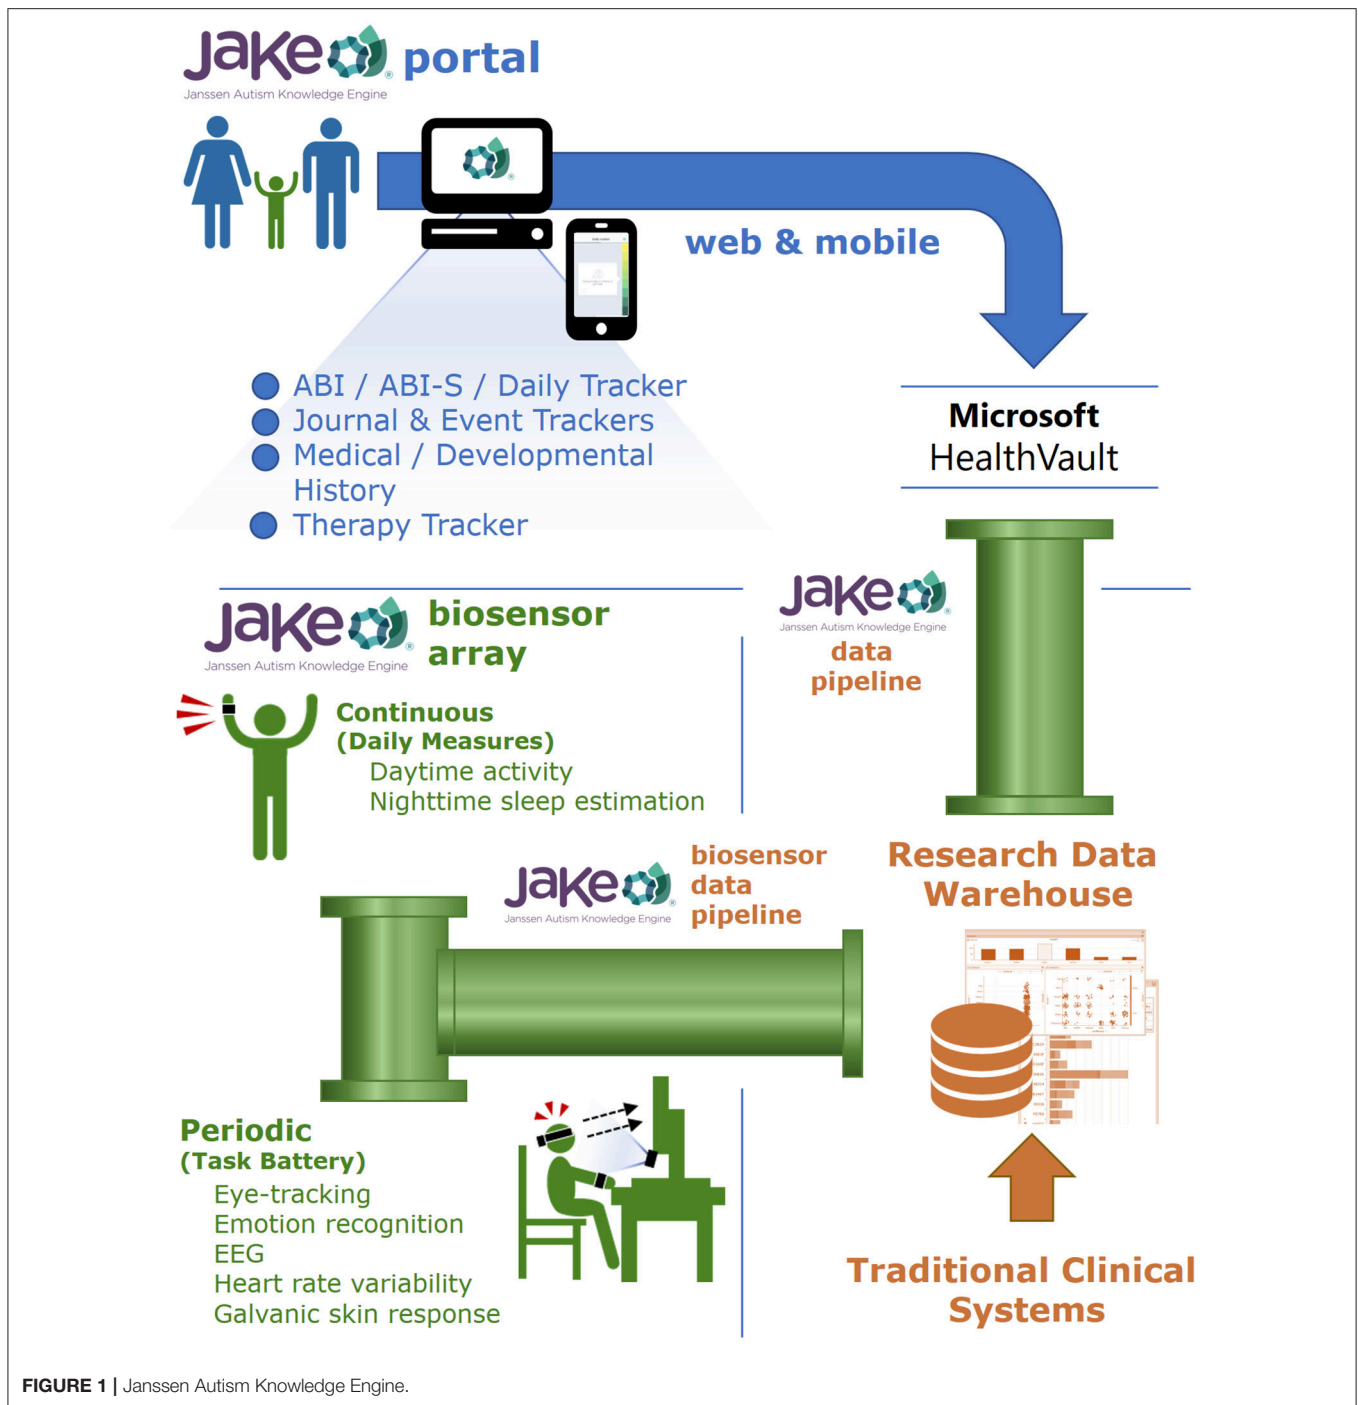 JAKE® portal
Janssen Autism Knowledge Engine
web & mobile
ABI / ABI-S / Daily Tracker
Journal & Event Trackers
Medical / Developmental
History
Therapy Tracker
Microsoft
HealthVault
JAKE®
Janssen Autism Knowledge Engine
data
pipeline
JAKE® biosensor
array
Janssen Autism Knowledge Engine
Continuous
(Daily Measures)
Daytime activity
Nighttime sleep estimation
JAKE®
Janssen Autism Knowledge Engine
biosensor
data
pipeline
Research Data
Warehouse
Periodic
(Task Battery)
Eye-tracking
Emotion recognition
EEG
Heart rate variability
Galvanic skin response
Traditional Clinical
Systems
FIGURE 1 | Janssen Autism Knowledge Engine.